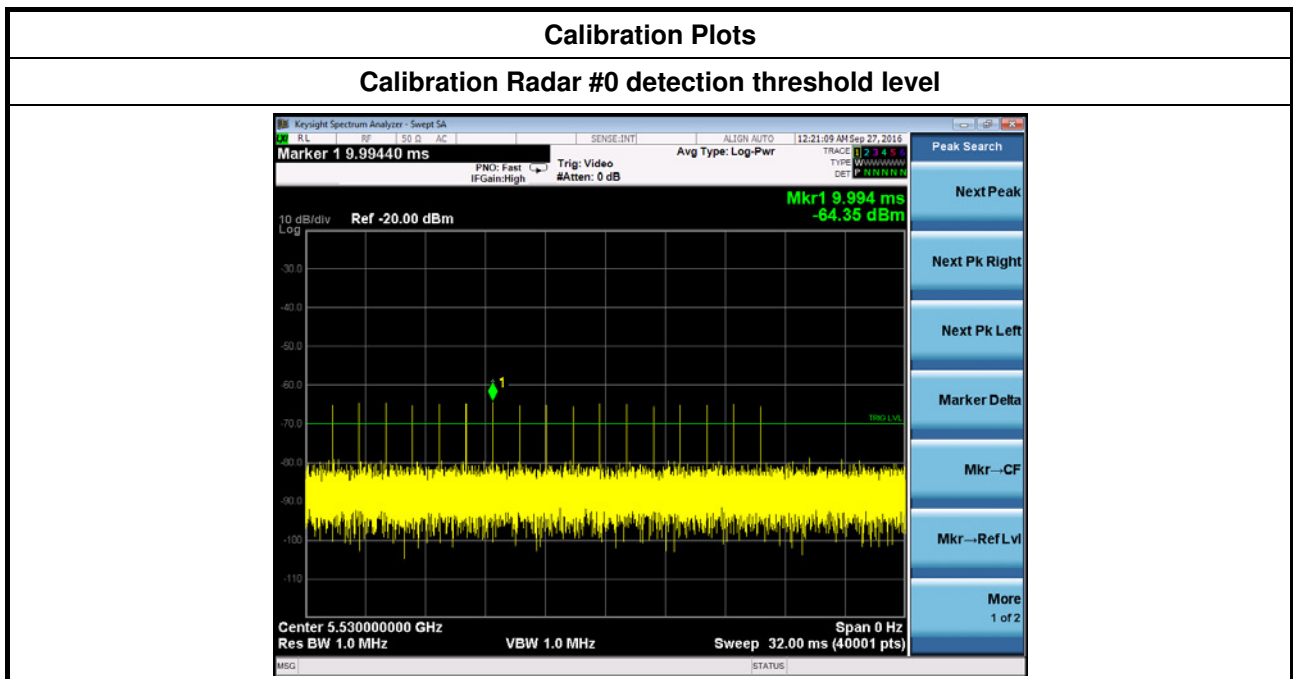 Calibration Plots
Calibration Radar #0 detection threshold level
Keysight Spectrum Analyzer - Swept SA
RL RF 50 Ω AC SENSE:INT ALIGN AUTO 12:21:09 AM Sep 27, 2016
Marker 1 9.99440 ms
PNO: Fast
IFGain:High
Trig: Video
#Atten: 0 dB
Avg Type: Log-Pwr
TRACE 1 2 3 4 5 6
TYPE WWWWWW
DET P N N N N N
Peak Search
Next Peak
Next Pk Right
Next Pk Left
Marker Delta
Mkr→CF
Mkr→Ref Lvl
More
1 of 2
Mkr1 9.994 ms
-64.35 dBm
10 dB/div Ref -20.00 dBm
Log
-30.0
-40.0
-50.0
-60.0
1
-70.0
TRIG LVL
-80.0
-90.0
-100
-110
Center 5.530000000 GHz Span 0 Hz
Res BW 1.0 MHz VBW 1.0 MHz Sweep 32.00 ms (40001 pts)
MSG STATUS